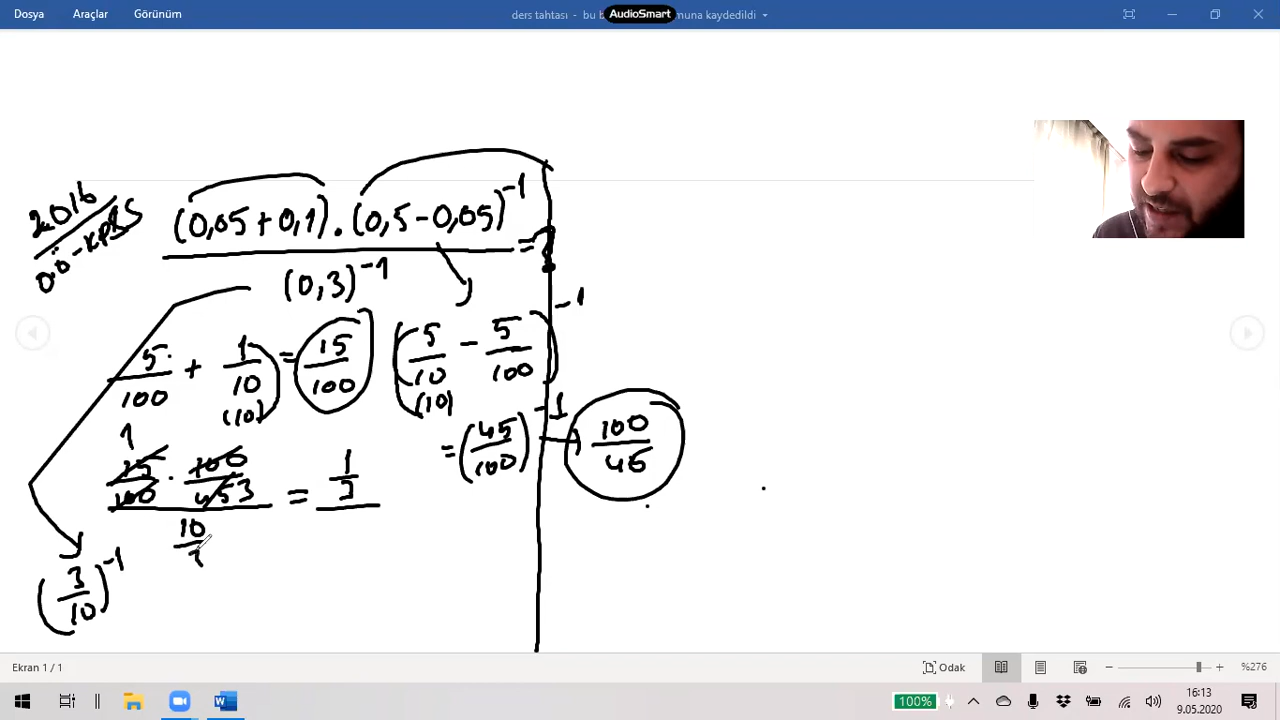 Dosya Araçlar Görünüm
ders tahtası - bu b
AudioSmart
muna kaydedildi
2016
ÖÖ-KPSS
(0,05+0,1).(0,5-0,05)^-1
(0,3)^-1
=?
5/100 + 1/10 (10) = 15/100
(5/10 (10) - 5/100)^-1
= (45/100)^-1
100/45
1
15/100 . 100/45 3 = 1/3
10/3
(3/10)^-1
Ekran 1 / 1
Odak
%276
100%
16:13
9.05.2020